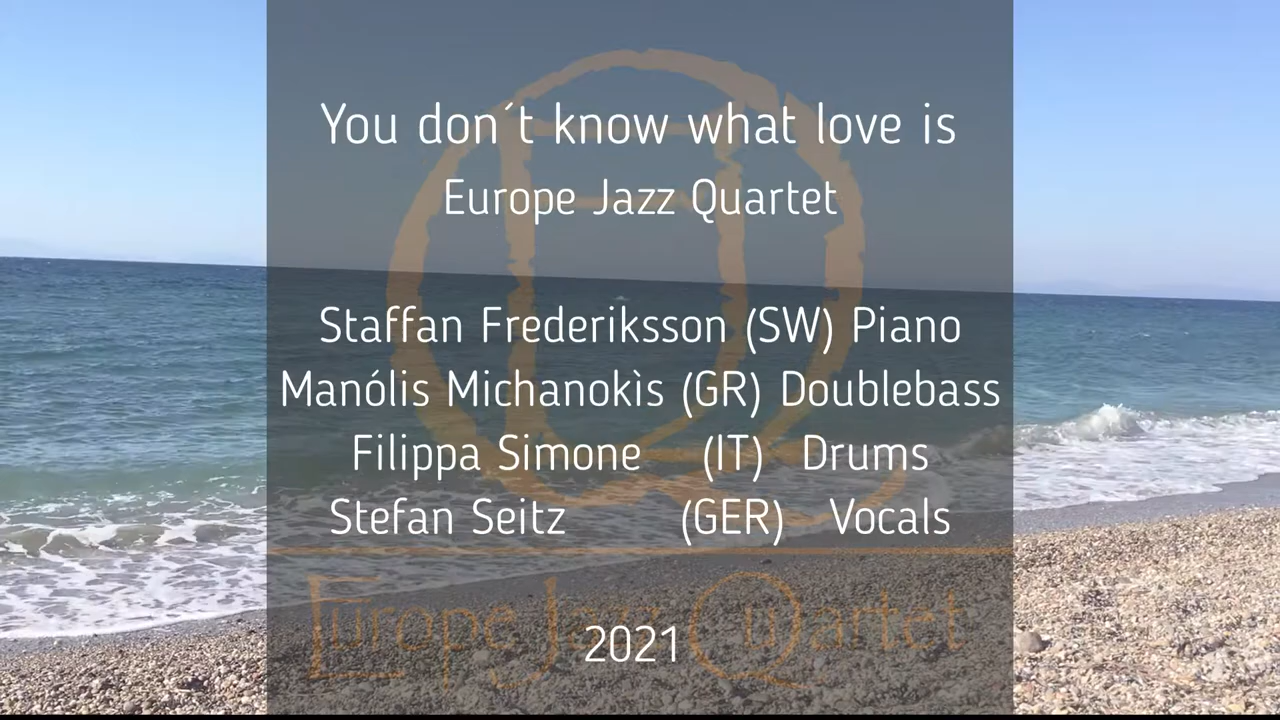 You don´t know what love is
Europe Jazz Quartet
Staffan Frederiksson (SW) Piano
Manólis Michanokìs (GR) Doublebass
Filippa Simone (IT) Drums
Stefan Seitz (GER) Vocals
Europe Jazz Quartet
2021